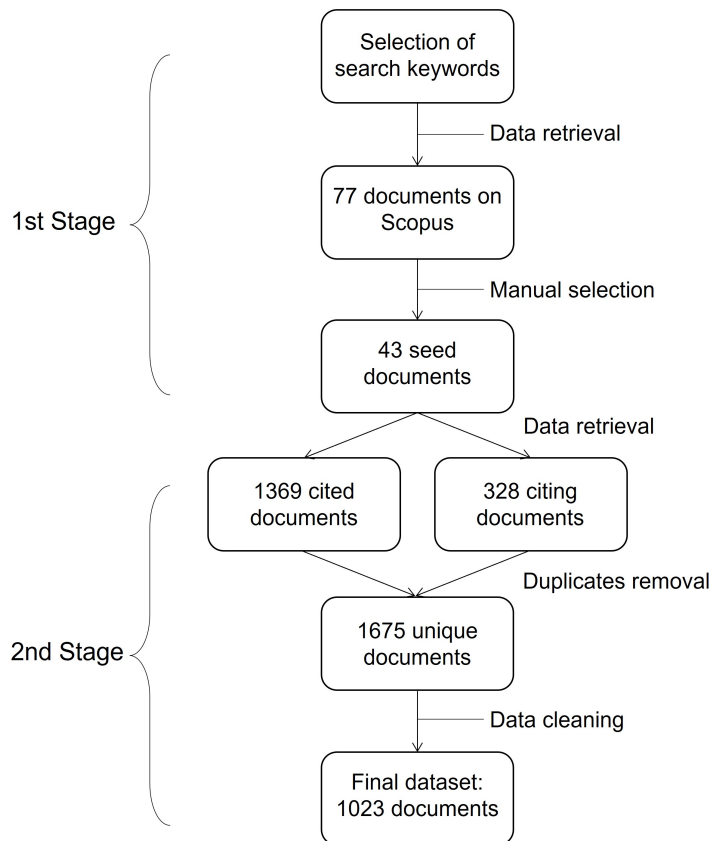 Selection of
search keywords
Data retrieval
77 documents on
Scopus
1st Stage
Manual selection
43 seed
documents
Data retrieval
1369 cited
documents
328 citing
documents
Duplicates removal
1675 unique
documents
2nd Stage
Data cleaning
Final dataset:
1023 documents